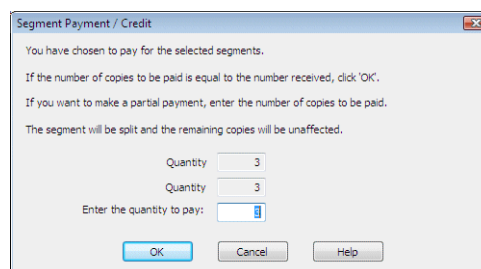 Segment Payment / Credit
You have chosen to pay for the selected segments.
If the number of copies to be paid is equal to the number received, click 'OK'.
If you want to make a partial payment, enter the number of copies to be paid.
The segment will be split and the remaining copies will be unaffected.
Quantity 3
Quantity 3
Enter the quantity to pay: 3
OK Cancel Help